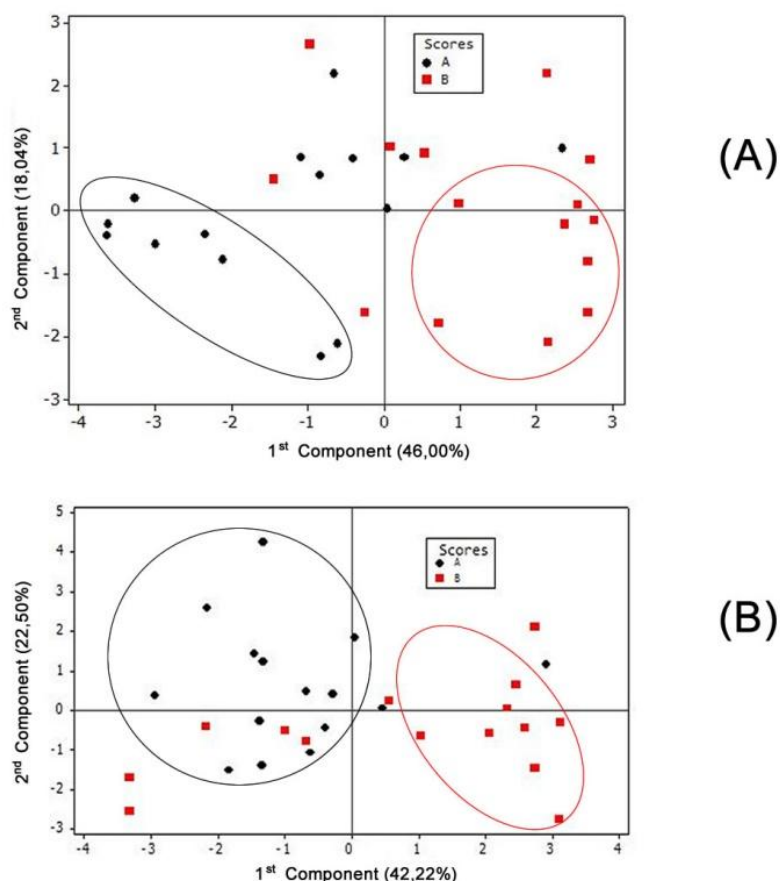 3
2
1
0
-1
-2
-3
2nd Component (18,04%)
Scores
A
B
-4
-3
-2
-1
0
1
2
3
1st Component (46,00%)
(A)
5
4
3
2
1
0
-1
-2
-3
2nd Component (22,50%)
Scores
A
B
-4
-3
-2
-1
0
1
2
3
4
1st Component (42,22%)
(B)